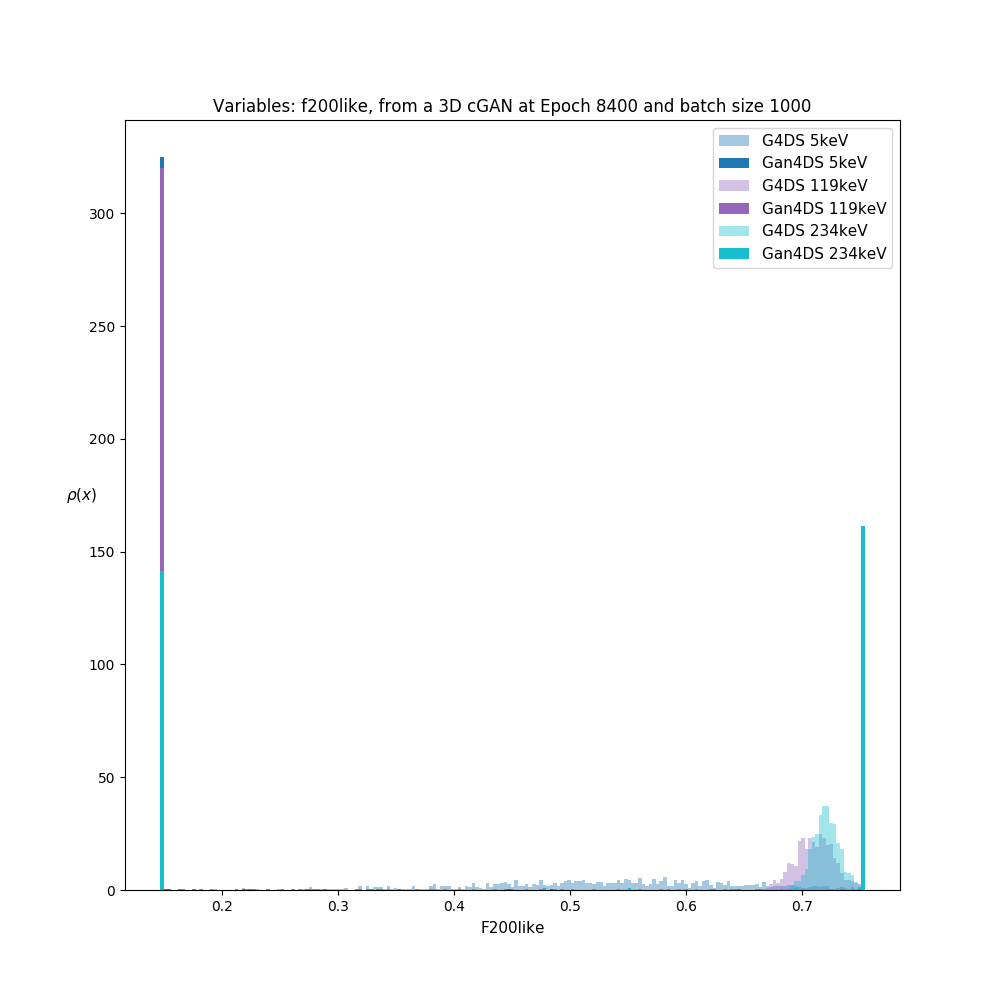 Variables: f200like, from a 3D cGAN at Epoch 8400 and batch size 1000
G4DS 5keV
Gan4DS 5keV
G4DS 119keV
Gan4DS 119keV
G4DS 234keV
Gan4DS 234keV
300
250
200
ρ(x)
150
100
50
0
0.2 0.3 0.4 0.5 0.6 0.7
F200like